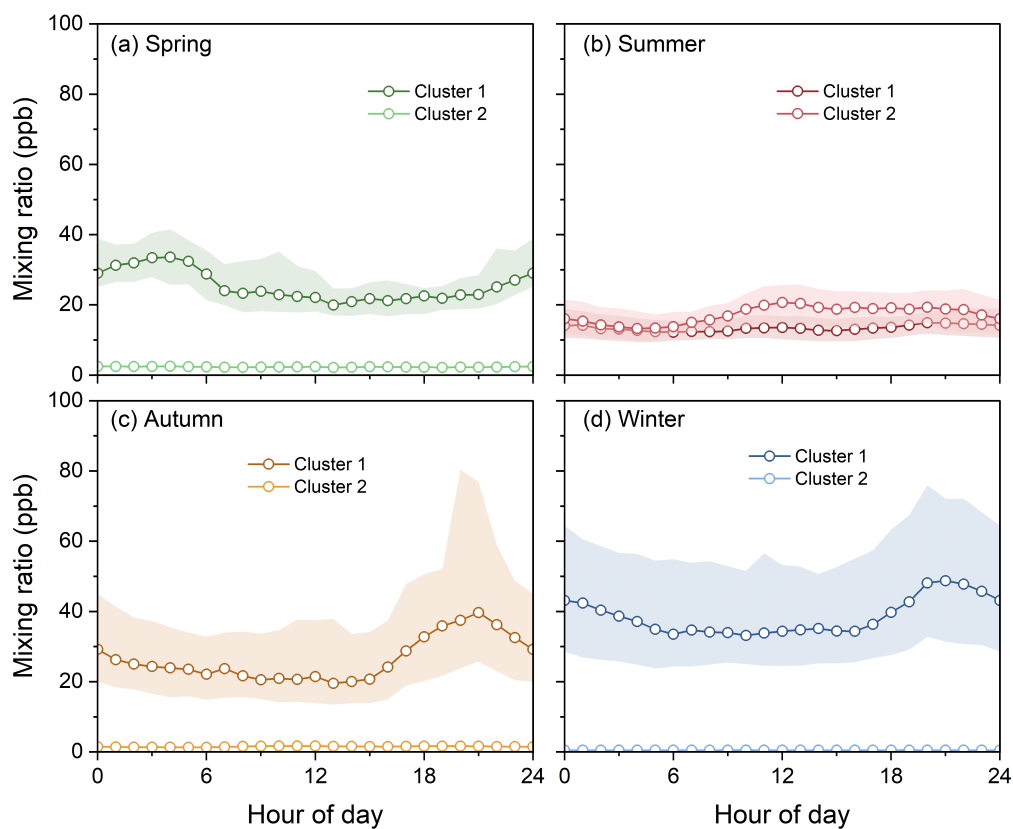 (a) Spring
Cluster 1
Cluster 2
Mixing ratio (ppb)
100
80
60
40
20
0
(b) Summer
Cluster 1
Cluster 2
(c) Autumn
Cluster 1
Cluster 2
Mixing ratio (ppb)
100
80
60
40
20
0
0 6 12 18 24
Hour of day
(d) Winter
Cluster 1
Cluster 2
0 6 12 18 24
Hour of day